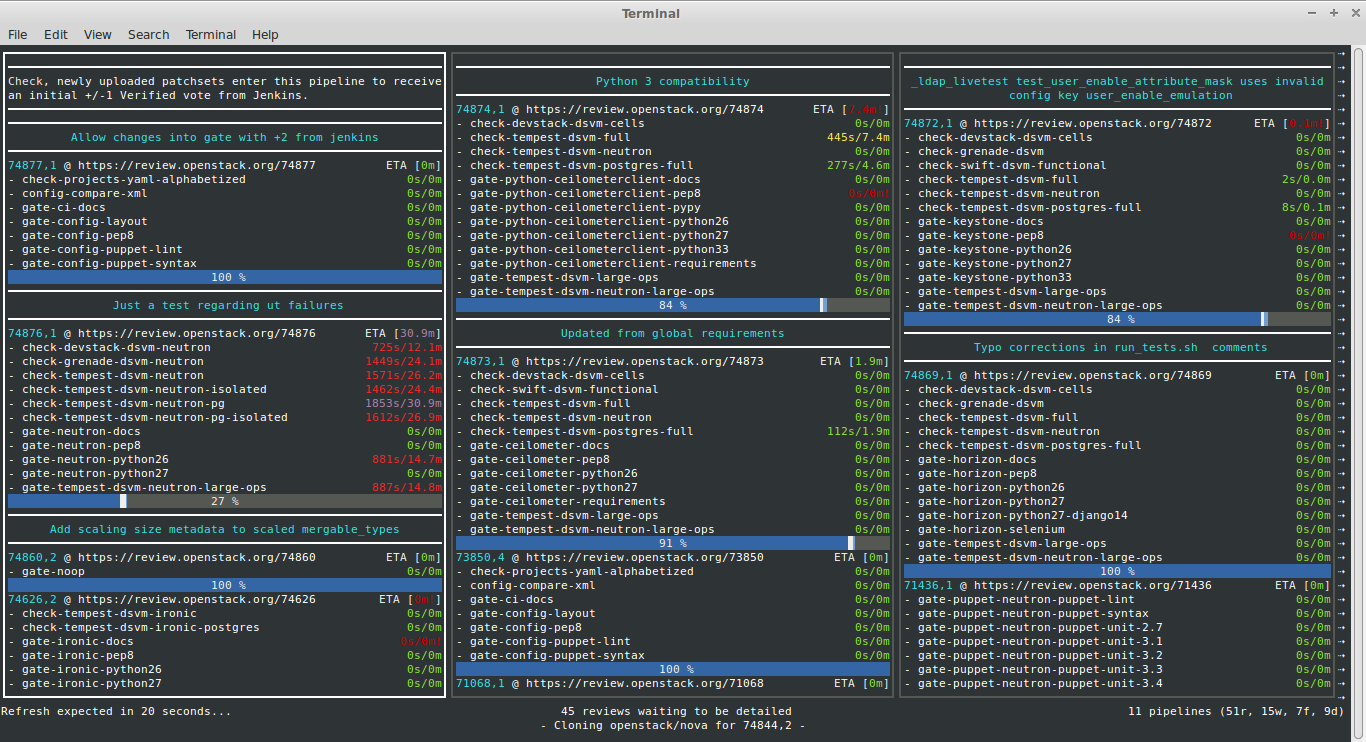 Terminal
File Edit View Search Terminal Help
Check, newly uploaded patchsets enter this pipeline to receive
an initial +/-1 Verified vote from Jenkins.
Allow changes into gate with +2 from jenkins
74877,1 @ https://review.openstack.org/74877 ETA [0m]
- check-projects-yaml-alphabetized 0s/0m
- config-compare-xml 0s/0m
- gate-ci-docs 0s/0m
- gate-config-layout 0s/0m
- gate-config-pep8 0s/0m
- gate-config-puppet-lint 0s/0m
- gate-config-puppet-syntax 0s/0m
100 %
Just a test regarding ut failures
74876,1 @ https://review.openstack.org/74876 ETA [30.9m]
- check-devstack-dsvm-neutron 725s/12.1m
- check-grenade-dsvm-neutron 1449s/24.1m
- check-tempest-dsvm-neutron 1571s/26.2m
- check-tempest-dsvm-neutron-isolated 1462s/24.4m
- check-tempest-dsvm-neutron-pg 1853s/30.9m
- check-tempest-dsvm-neutron-pg-isolated 1612s/26.9m
- gate-neutron-docs 0s/0m
- gate-neutron-pep8 0s/0m
- gate-neutron-python26 881s/14.7m
- gate-neutron-python27 0s/0m
- gate-tempest-dsvm-neutron-large-ops 887s/14.8m
27 %
Add scaling size metadata to scaled mergable_types
74860,2 @ https://review.openstack.org/74860 ETA [0m]
- gate-noop 0s/0m
100 %
74626,2 @ https://review.openstack.org/74626 ETA [0m!]
- check-tempest-dsvm-ironic 0s/0m
- check-tempest-dsvm-ironic-postgres 0s/0m
- gate-ironic-docs 0s/0m!
- gate-ironic-pep8 0s/0m
- gate-ironic-python26 0s/0m
- gate-ironic-python27 0s/0m
Python 3 compatibility
74874,1 @ https://review.openstack.org/74874 ETA [7.4m!]
- check-devstack-dsvm-cells 0s/0m
- check-tempest-dsvm-full 445s/7.4m
- check-tempest-dsvm-neutron 0s/0m
- check-tempest-dsvm-postgres-full 277s/4.6m
- gate-python-ceilometerclient-docs 0s/0m
- gate-python-ceilometerclient-pep8 0s/0m!
- gate-python-ceilometerclient-pypy 0s/0m
- gate-python-ceilometerclient-python26 0s/0m
- gate-python-ceilometerclient-python27 0s/0m
- gate-python-ceilometerclient-python33 0s/0m
- gate-python-ceilometerclient-requirements 0s/0m
- gate-tempest-dsvm-large-ops 0s/0m
- gate-tempest-dsvm-neutron-large-ops 0s/0m
84 %
Updated from global requirements
74873,1 @ https://review.openstack.org/74873 ETA [1.9m]
- check-devstack-dsvm-cells 0s/0m
- check-swift-dsvm-functional 0s/0m
- check-tempest-dsvm-full 0s/0m
- check-tempest-dsvm-neutron 0s/0m
- check-tempest-dsvm-postgres-full 112s/1.9m
- gate-ceilometer-docs 0s/0m
- gate-ceilometer-pep8 0s/0m
- gate-ceilometer-python26 0s/0m
- gate-ceilometer-python27 0s/0m
- gate-ceilometer-requirements 0s/0m
- gate-tempest-dsvm-large-ops 0s/0m
- gate-tempest-dsvm-neutron-large-ops 0s/0m
91 %
73850,4 @ https://review.openstack.org/73850 ETA [0m]
- check-projects-yaml-alphabetized 0s/0m
- config-compare-xml 0s/0m
- gate-ci-docs 0s/0m
- gate-config-layout 0s/0m
- gate-config-pep8 0s/0m
- gate-config-puppet-lint 0s/0m
- gate-config-puppet-syntax 0s/0m
100 %
71068,1 @ https://review.openstack.org/71068 ETA [0m]
_ldap_livetest test_user_enable_attribute_mask uses invalid
config key user_enable_emulation
74872,1 @ https://review.openstack.org/74872 ETA [0.1m!]
- check-devstack-dsvm-cells 0s/0m
- check-grenade-dsvm 0s/0m
- check-swift-dsvm-functional 0s/0m
- check-tempest-dsvm-full 2s/0.0m
- check-tempest-dsvm-neutron 0s/0m
- check-tempest-dsvm-postgres-full 8s/0.1m
- gate-keystone-docs 0s/0m
- gate-keystone-pep8 0s/0m!
- gate-keystone-python26 0s/0m
- gate-keystone-python27 0s/0m
- gate-keystone-python33 0s/0m
- gate-tempest-dsvm-large-ops 0s/0m
- gate-tempest-dsvm-neutron-large-ops 0s/0m
84 %
Typo corrections in run_tests.sh  comments
74869,1 @ https://review.openstack.org/74869 ETA [0m]
- check-devstack-dsvm-cells 0s/0m
- check-grenade-dsvm 0s/0m
- check-tempest-dsvm-full 0s/0m
- check-tempest-dsvm-neutron 0s/0m
- check-tempest-dsvm-postgres-full 0s/0m
- gate-horizon-docs 0s/0m
- gate-horizon-pep8 0s/0m
- gate-horizon-python26 0s/0m
- gate-horizon-python27 0s/0m
- gate-horizon-python27-django14 0s/0m
- gate-horizon-selenium 0s/0m
- gate-tempest-dsvm-large-ops 0s/0m
- gate-tempest-dsvm-neutron-large-ops 0s/0m
100 %
71436,1 @ https://review.openstack.org/71436 ETA [0m]
- gate-puppet-neutron-puppet-lint 0s/0m
- gate-puppet-neutron-puppet-syntax 0s/0m
- gate-puppet-neutron-puppet-unit-2.7 0s/0m
- gate-puppet-neutron-puppet-unit-3.1 0s/0m
- gate-puppet-neutron-puppet-unit-3.2 0s/0m
- gate-puppet-neutron-puppet-unit-3.3 0s/0m
- gate-puppet-neutron-puppet-unit-3.4 0s/0m
Refresh expected in 20 seconds... 45 reviews waiting to be detailed 11 pipelines (51r, 15w, 7f, 9d)
- Cloning openstack/nova for 74844,2 -